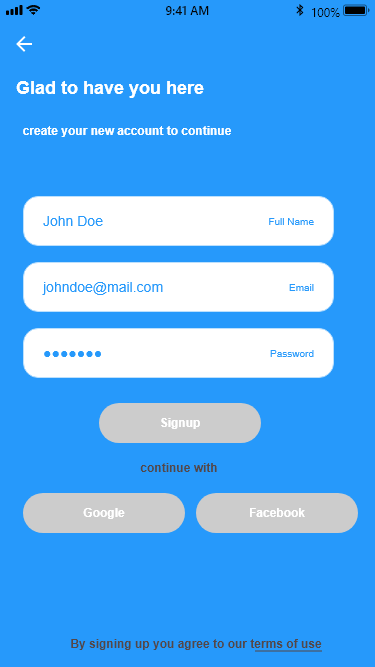 9:41 AM
100%
Glad to have you here
create your new account to continue
John Doe Full Name
johndoe@mail.com Email
Password
Signup
continue with
Google Facebook
By signing up you agree to our terms of use